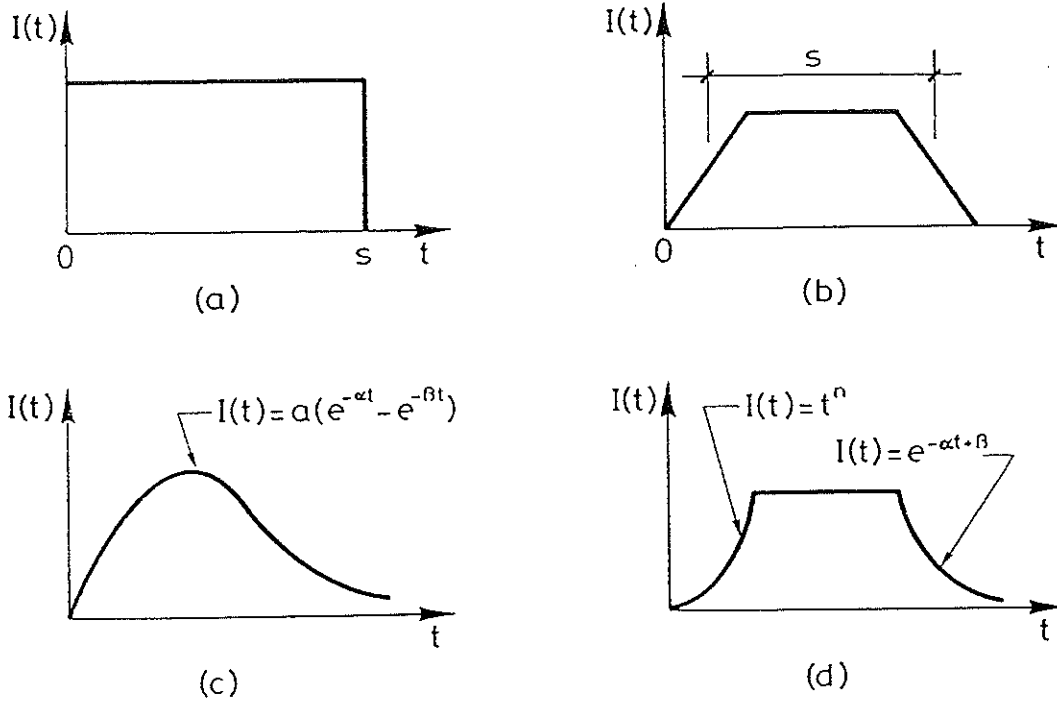 I(t)
0
s
t
(a)
I(t)
s
0
t
(b)
I(t)
I(t)=a(e^-αt - e^-βt)
t
(c)
I(t)
I(t)=t^n
I(t)=e^-αt+β
t
(d)